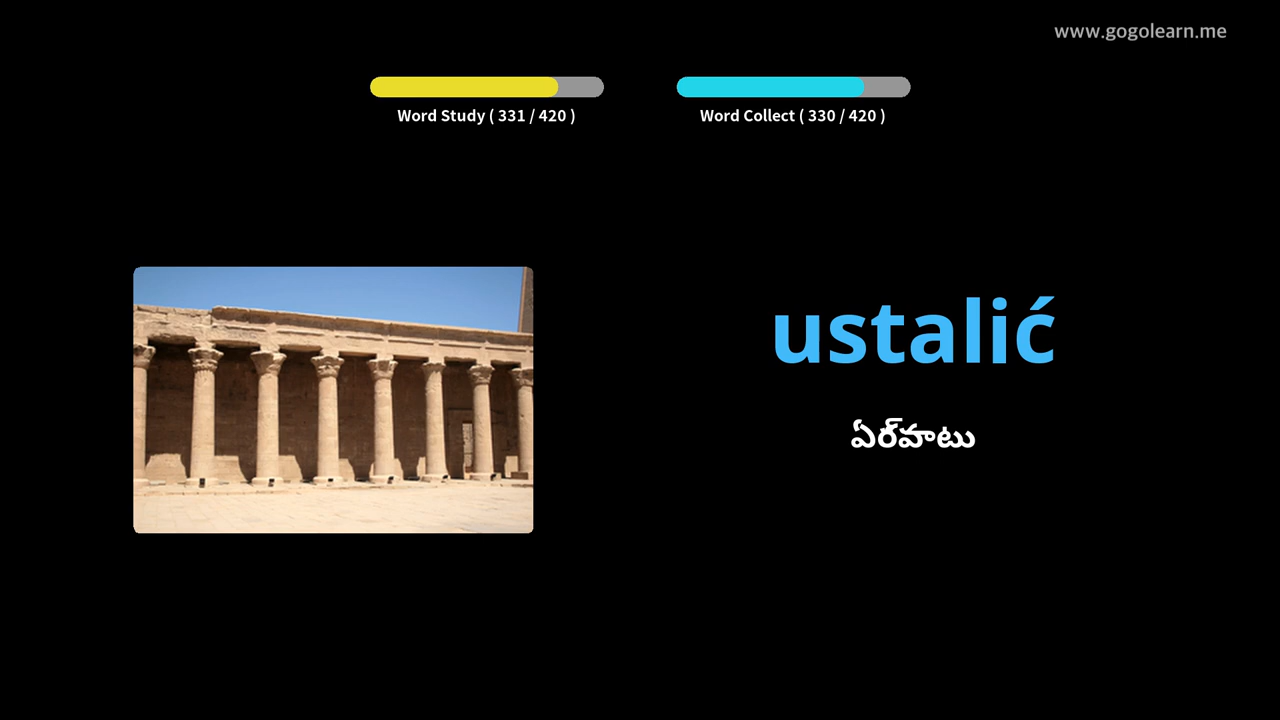 www.gogolearn.me
Word Study ( 331 / 420 )
Word Collect ( 330 / 420 )
ustalić
ఏర్‌పాటు